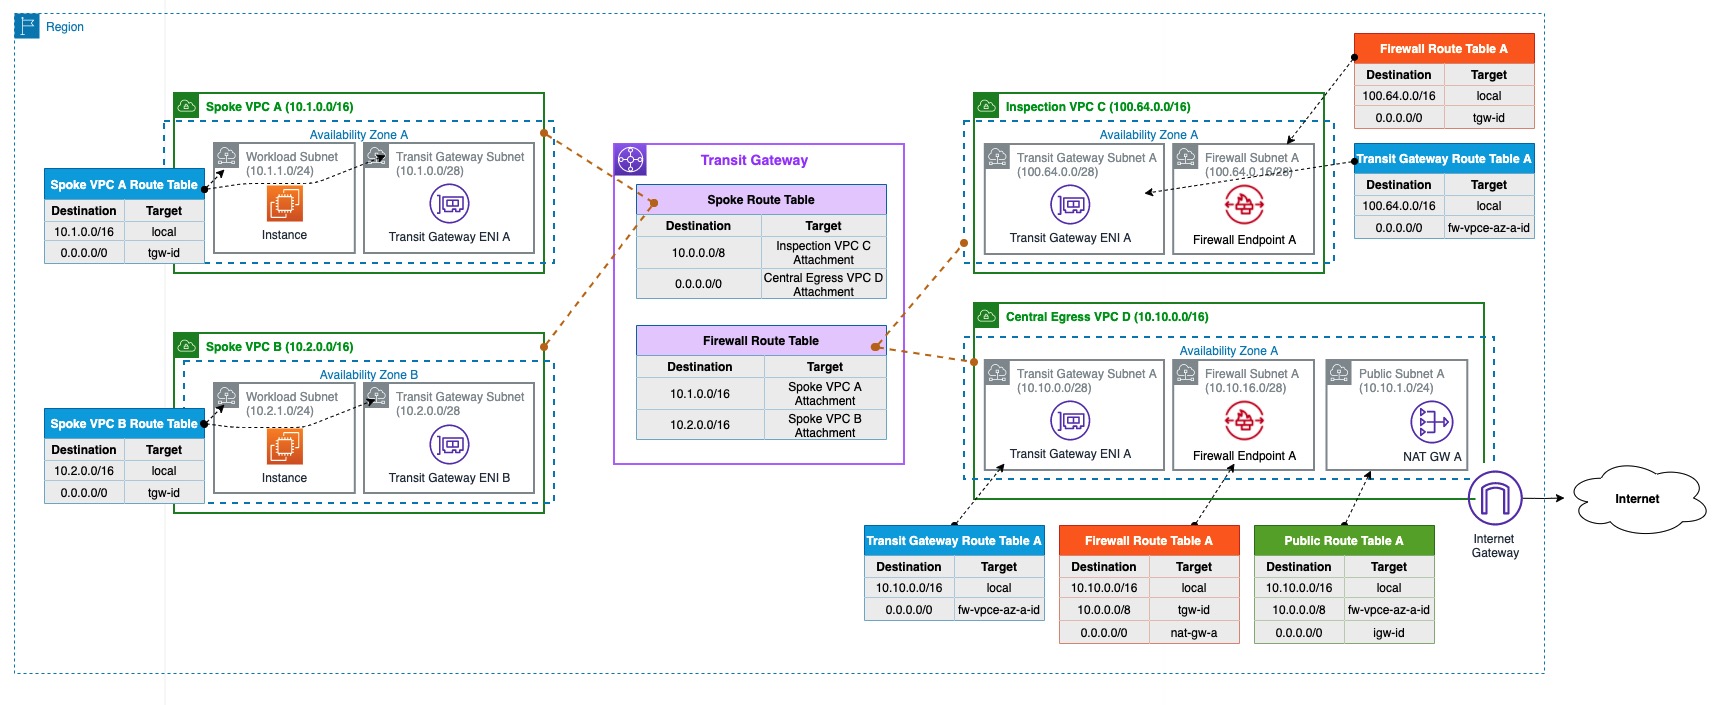 Region
Spoke VPC A (10.1.0.0/16)
Availability Zone A
Workload Subnet
(10.1.1.0/24)
Instance
Transit Gateway Subnet
(10.1.0.0/28)
Transit Gateway ENI A
Spoke VPC A Route Table
Destination Target
10.1.0.0/16 local
0.0.0.0/0 tgw-id
Spoke VPC B (10.2.0.0/16)
Availability Zone B
Workload Subnet
(10.2.1.0/24)
Instance
Transit Gateway Subnet
(10.2.0.0/28
Transit Gateway ENI B
Spoke VPC B Route Table
Destination Target
10.2.0.0/16 local
0.0.0.0/0 tgw-id
Transit Gateway
Spoke Route Table
Destination Target
10.0.0.0/8 Inspection VPC C
Attachment
0.0.0.0/0 Central Egress VPC D
Attachment
Firewall Route Table
Destination Target
10.1.0.0/16 Spoke VPC A
Attachment
10.2.0.0/16 Spoke VPC B
Attachment
Inspection VPC C (100.64.0.0/16)
Availability Zone A
Transit Gateway Subnet A
(100.64.0.0/28)
Transit Gateway ENI A
Firewall Subnet A
(100.64.0.16/28)
Firewall Endpoint A
Firewall Route Table A
Destination Target
100.64.0.0/16 local
0.0.0.0/0 tgw-id
Transit Gateway Route Table A
Destination Target
100.64.0.0/16 local
0.0.0.0/0 fw-vpce-az-a-id
Central Egress VPC D (10.10.0.0/16)
Availability Zone A
Transit Gateway Subnet A
(10.10.0.0/28)
Transit Gateway ENI A
Firewall Subnet A
(10.10.16.0/28)
Firewall Endpoint A
Public Subnet A
(10.10.1.0/24)
NAT GW A
Internet
Gateway
Internet
Transit Gateway Route Table A
Destination Target
10.10.0.0/16 local
0.0.0.0/0 fw-vpce-az-a-id
Firewall Route Table A
Destination Target
10.10.0.0/16 local
10.0.0.0/8 tgw-id
0.0.0.0/0 nat-gw-a
Public Route Table A
Destination Target
10.10.0.0/16 local
10.0.0.0/8 fw-vpce-az-a-id
0.0.0.0/0 igw-id